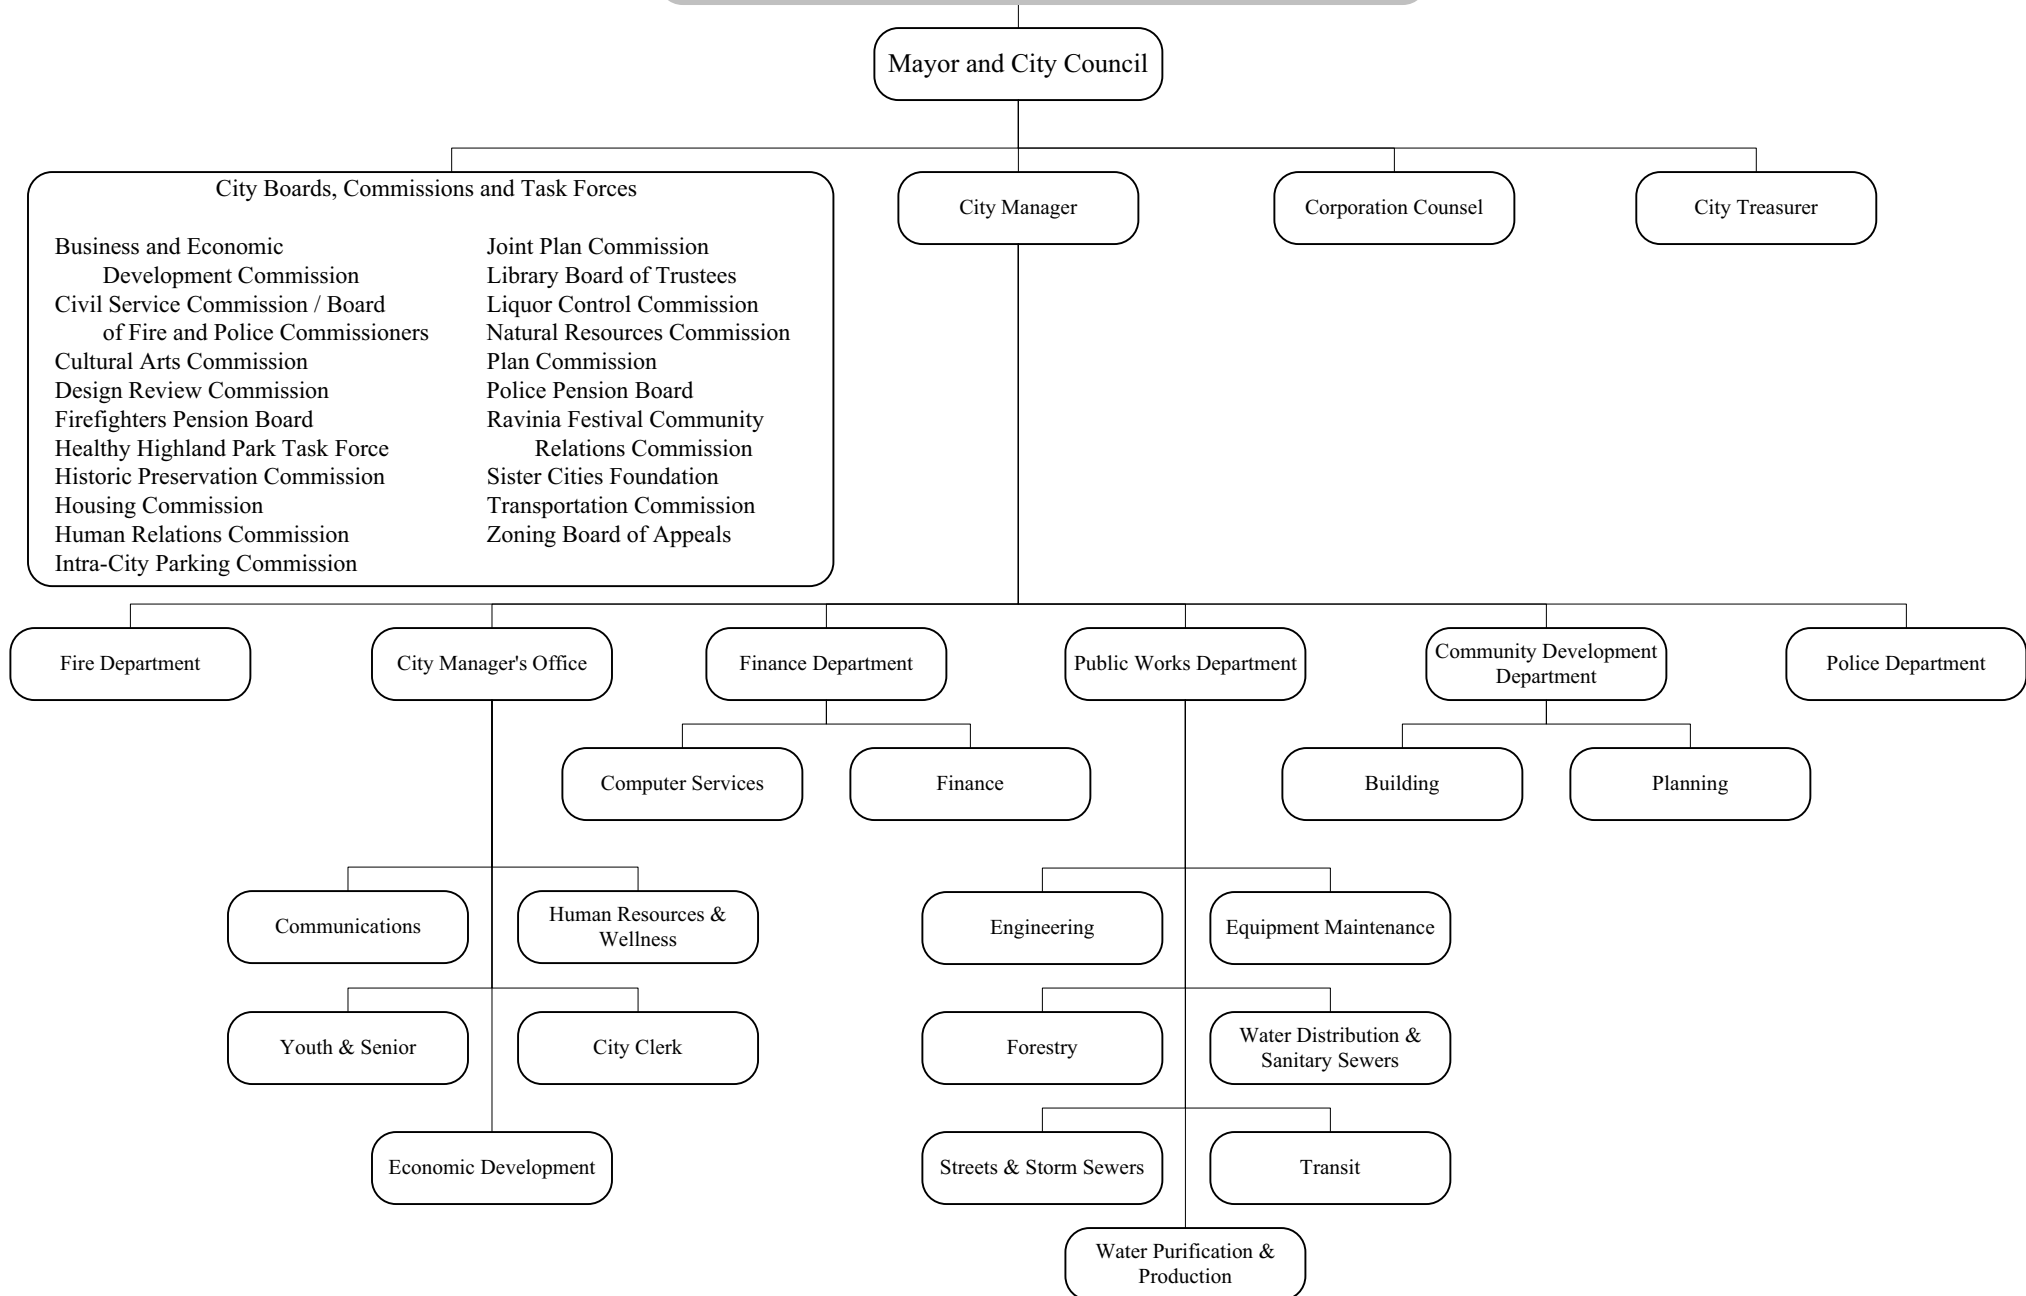 Mayor and City Council
City Boards, Commissions and Task Forces
Business and Economic
Development Commission
Civil Service Commission / Board
of Fire and Police Commissioners
Cultural Arts Commission
Design Review Commission
Firefighters Pension Board
Healthy Highland Park Task Force
Historic Preservation Commission
Housing Commission
Human Relations Commission
Intra-City Parking Commission
Joint Plan Commission
Library Board of Trustees
Liquor Control Commission
Natural Resources Commission
Plan Commission
Police Pension Board
Ravinia Festival Community
Relations Commission
Sister Cities Foundation
Transportation Commission
Zoning Board of Appeals
City Manager
Corporation Counsel
City Treasurer
Fire Department
City Manager's Office
Finance Department
Public Works Department
Community Development
Department
Police Department
Computer Services
Finance
Building
Planning
Communications
Human Resources &
Wellness
Engineering
Equipment Maintenance
Youth & Senior
City Clerk
Forestry
Water Distribution &
Sanitary Sewers
Economic Development
Streets & Storm Sewers
Transit
Water Purification &
Production